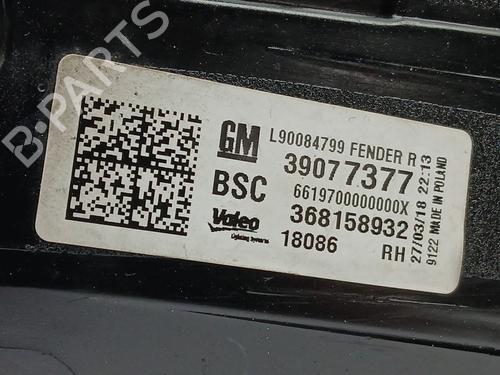 B-PARTS
GM L90084799 FENDER R
39077377
BSC 6619700000000X
Valeo 368158932
Lighting Systems
18086 RH
27/03/18 22:13
9122 MADE IN POLAND